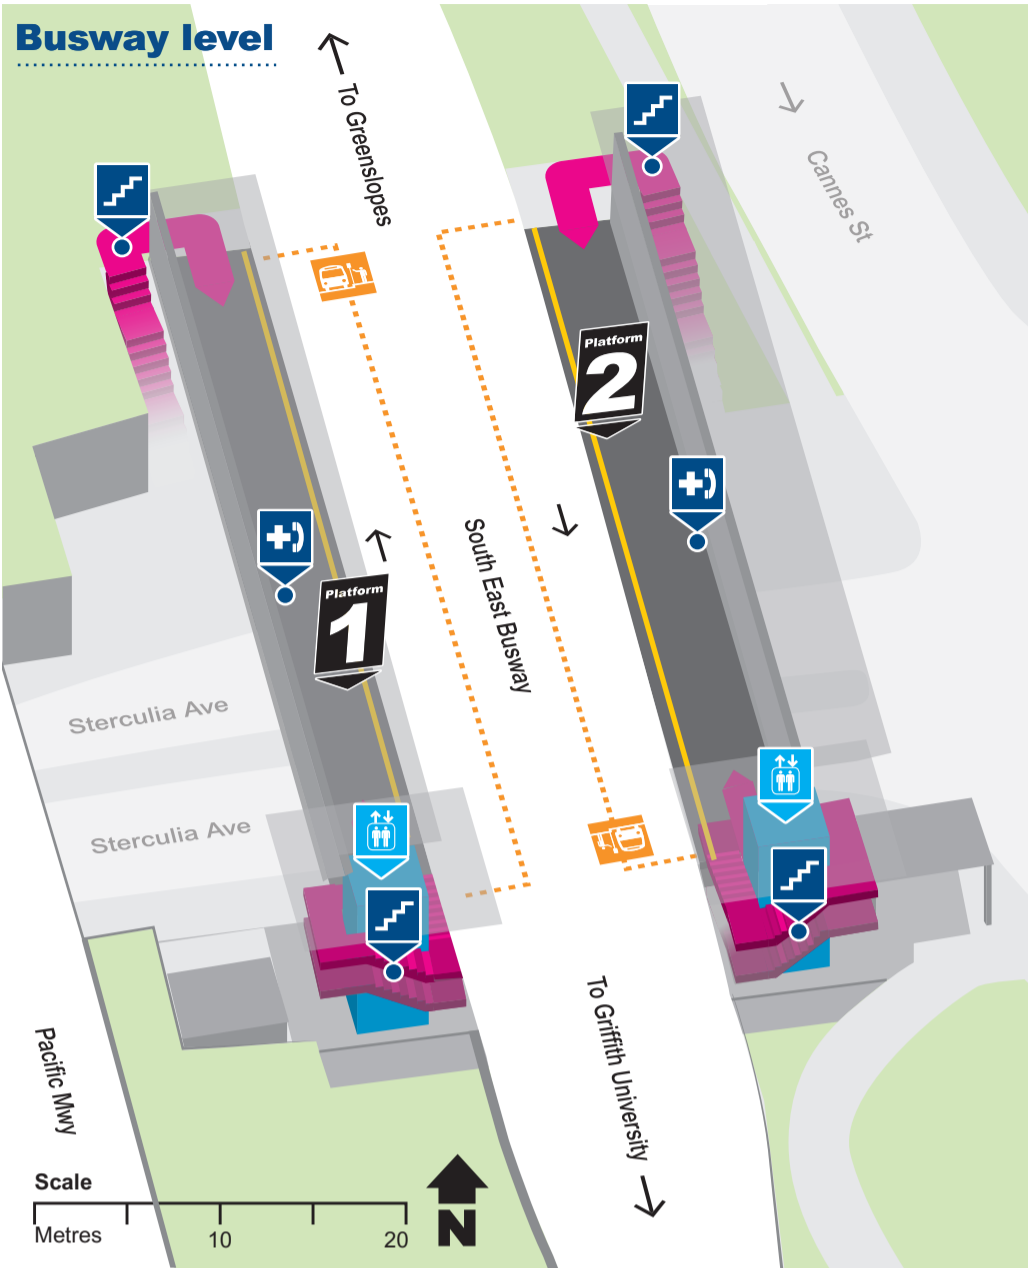 Busway level
To Greenslopes
Cannes St
Platform
2
South East Busway
Platform
1
Sterculia Ave
Sterculia Ave
To Griffith University
Pacific Mwy
Scale
Metres
10
20
N